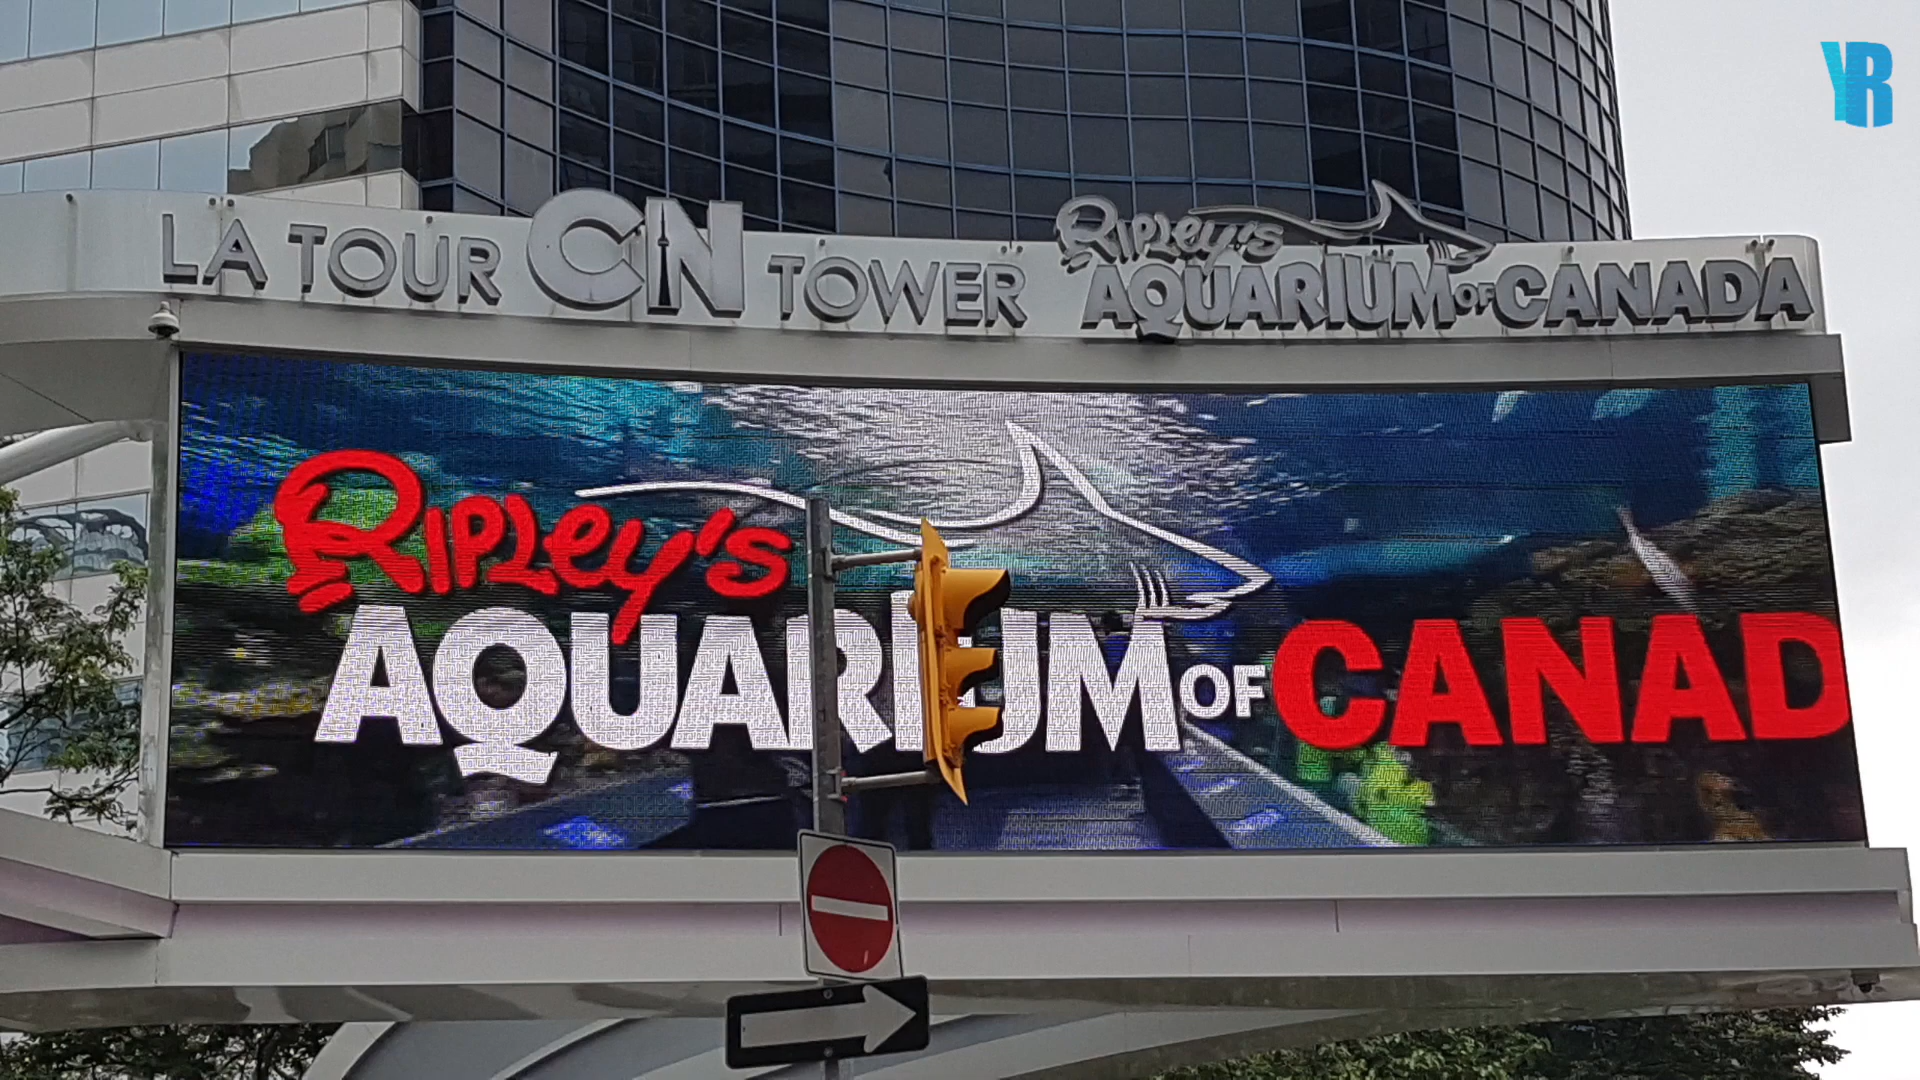 YR
LA TOUR CN TOWER
RIPLEY'S
AQUARIUM OF CANADA
RIPLEY'S
AQUARIUM OF CANAD